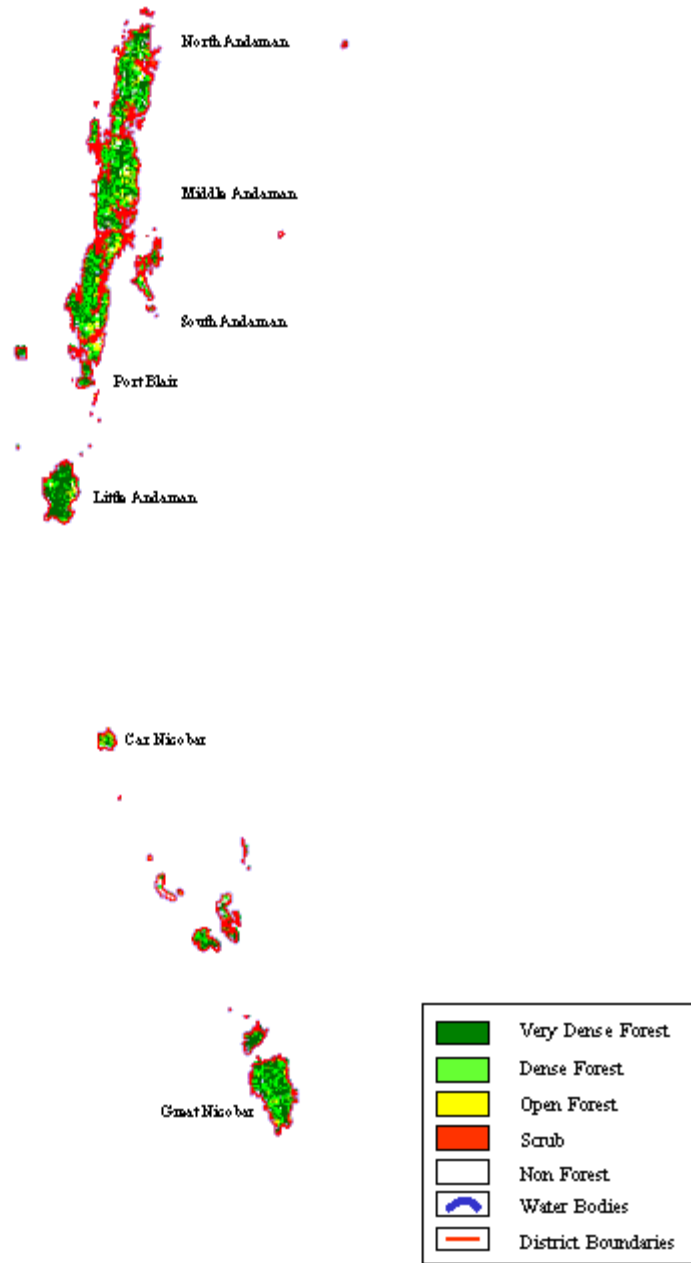 North Andaman
Middle Andaman
South Andaman
Port Blair
Little Andaman
Car Nicobar
Great Nicobar
Very Dense Forest
Dense Forest
Open Forest
Scrub
Non Forest
Water Bodies
District Boundaries